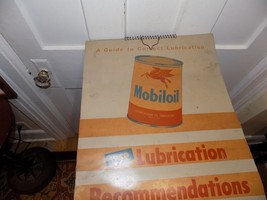 A Guide to Correct Lubrication
Mobiloil
Lubrication
Recommendations